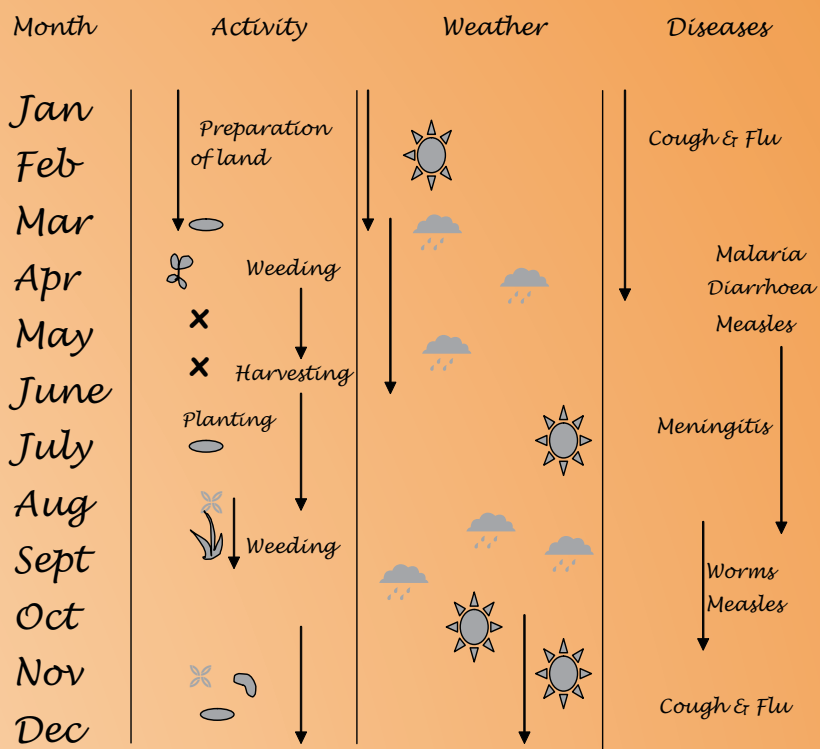 Month Activity Weather Diseases
Jan
Preparation
of land
Cough & Flu
Feb
Mar
Malaria
Apr
Weeding
Diarrhoea
Measles
May
Harvesting
June
Planting
Meningitis
July
Aug
Weeding
Sept
Worms
Measles
Oct
Nov
Cough & Flu
Dec